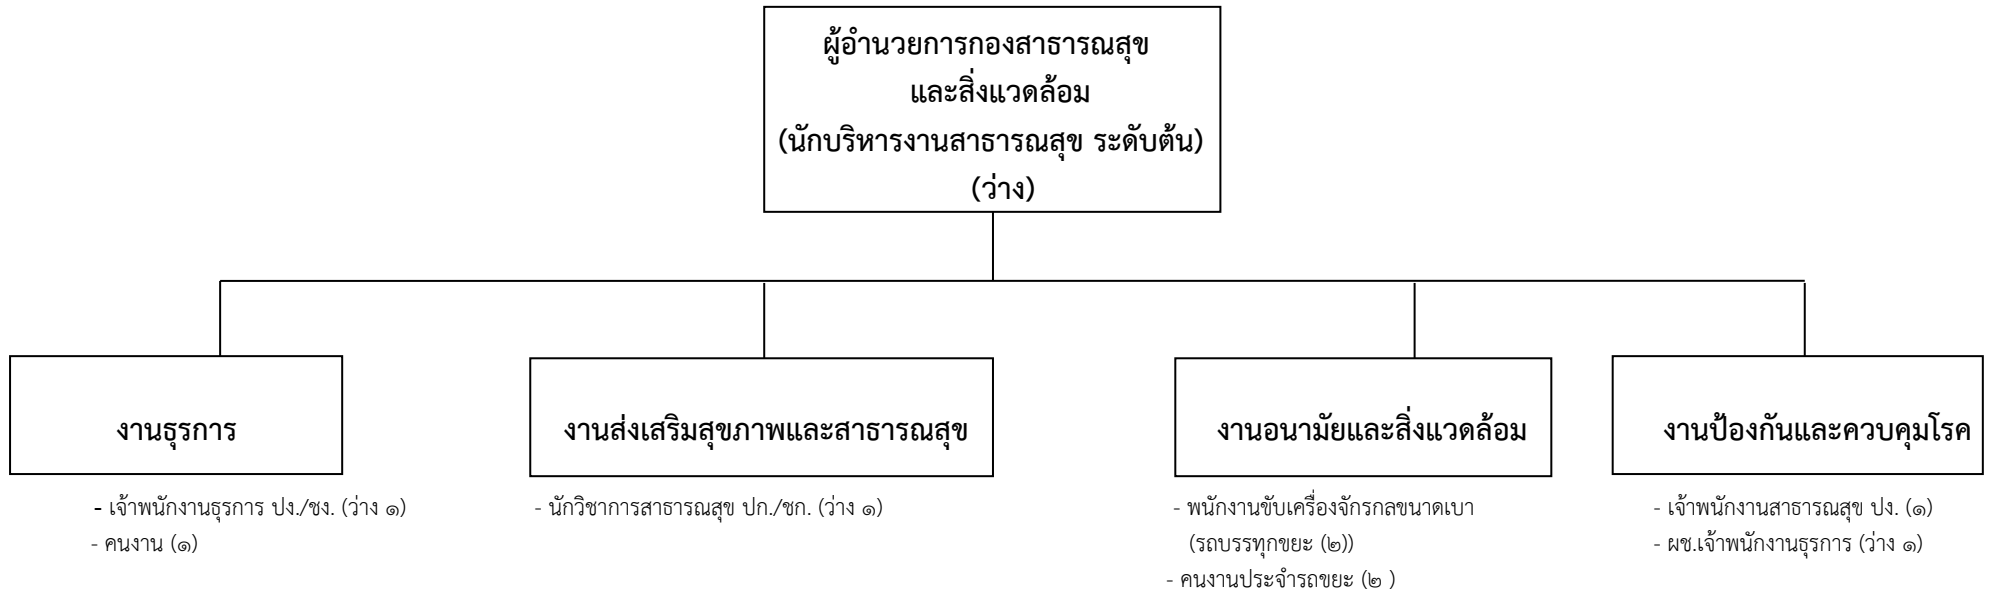 ผู้อำนวยการกองสาธารณสุข
และสิ่งแวดล้อม
(นักบริหารงานสาธารณสุข ระดับต้น)
(ว่าง)
งานธุรการ
- เจ้าพนักงานธุรการ ปง./ชง. (ว่าง ๑)
- คนงาน (๑)
งานส่งเสริมสุขภาพและสาธารณสุข
- นักวิชาการสาธารณสุข ปก./ชก. (ว่าง ๑)
งานอนามัยและสิ่งแวดล้อม
- พนักงานขับเครื่องจักรกลขนาดเบา
(รถบรรทุกขยะ (๒))
- คนงานประจำรถขยะ (๒ )
งานป้องกันและควบคุมโรค
- เจ้าพนักงานสาธารณสุข ปง. (๑)
- ผช.เจ้าพนักงานธุรการ (ว่าง ๑)